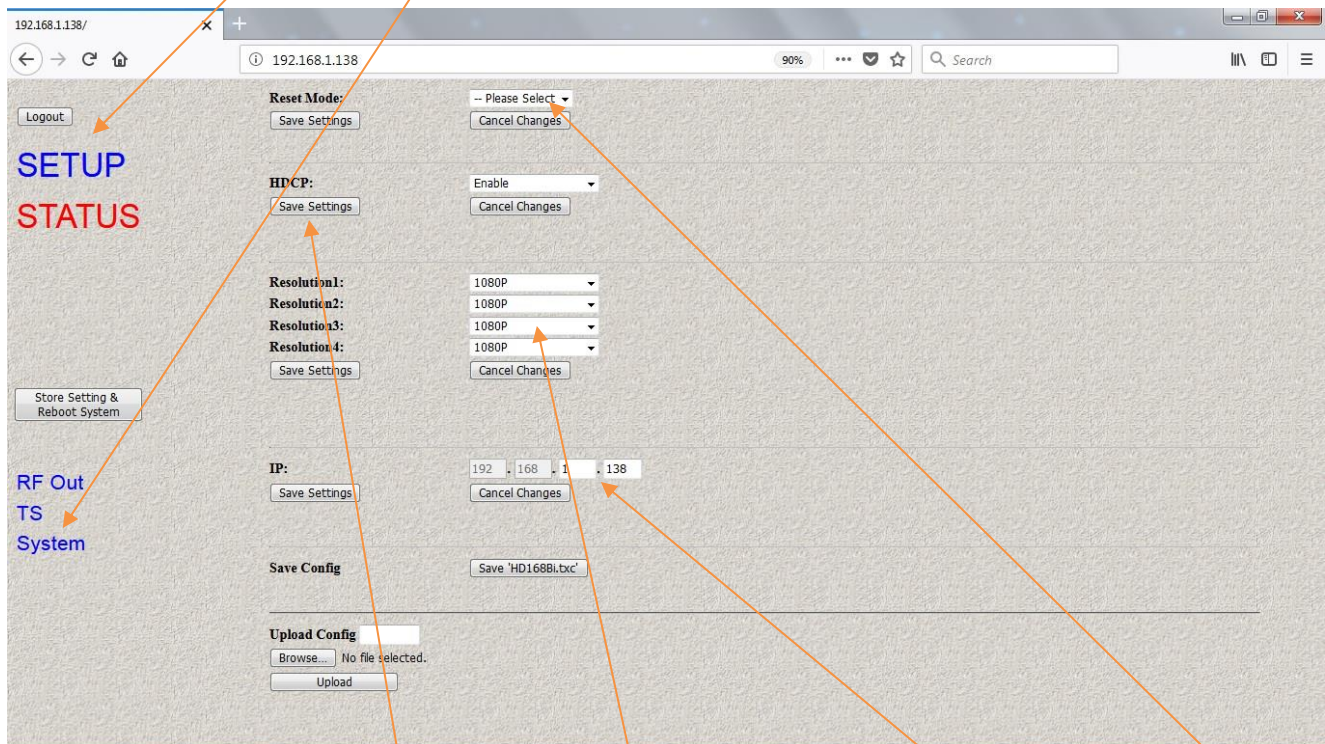 192.168.1.138/
192.168.1.138
90%
Search
Logout
SETUP
STATUS
Store Setting &
Reboot System
RF Out
TS
System
Reset Mode: -- Please Select
Save Settings Cancel Changes
HDCP: Enable
Save Settings Cancel Changes
Resolution1: 1080P
Resolution2: 1080P
Resolution3: 1080P
Resolution4: 1080P
Save Settings Cancel Changes
IP: 192 . 168 . 1 . 138
Save Settings Cancel Changes
Save Config Save 'HD168Bi.txc'
Upload Config
Browse... No file selected.
Upload